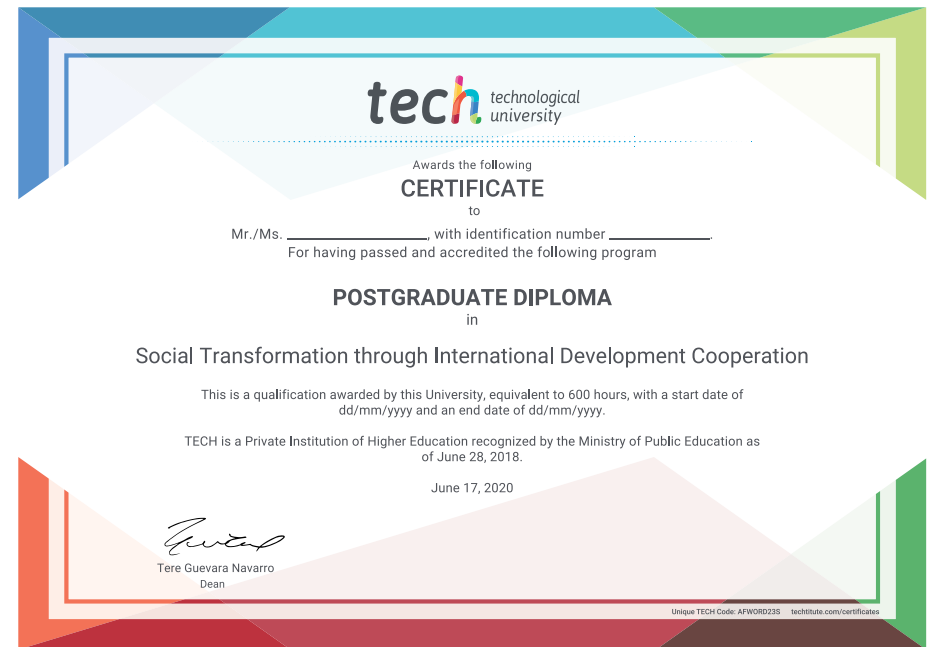 tech technological
university
Awards the following
CERTIFICATE
to
Mr./Ms. ____________________, with identification number ______________.
For having passed and accredited the following program
POSTGRADUATE DIPLOMA
in
Social Transformation through International Development Cooperation
This is a qualification awarded by this University, equivalent to 600 hours, with a start date of
dd/mm/yyyy and an end date of dd/mm/yyyy.
TECH is a Private Institution of Higher Education recognized by the Ministry of Public Education as
of June 28, 2018.
June 17, 2020
Tere Guevara Navarro
Dean
Unique TECH Code: AFWORD23S techtitute.com/certificates